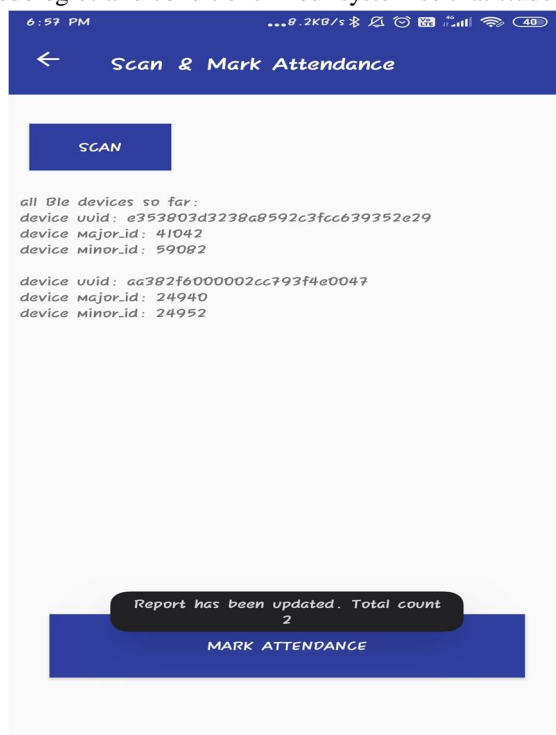 6:57 PM ...8.2KB/s 40
Scan & Mark Attendance
SCAN
all Ble devices so far:
device uuid: e353803d3238a8592c3fcc639352e29
device Major_id: 41042
device Minor_id: 59082
device uuid: aa382f6000002cc793f4e0047
device Major_id: 24940
device Minor_id: 24952
Report has been updated. Total count
2
MARK ATTENDANCE